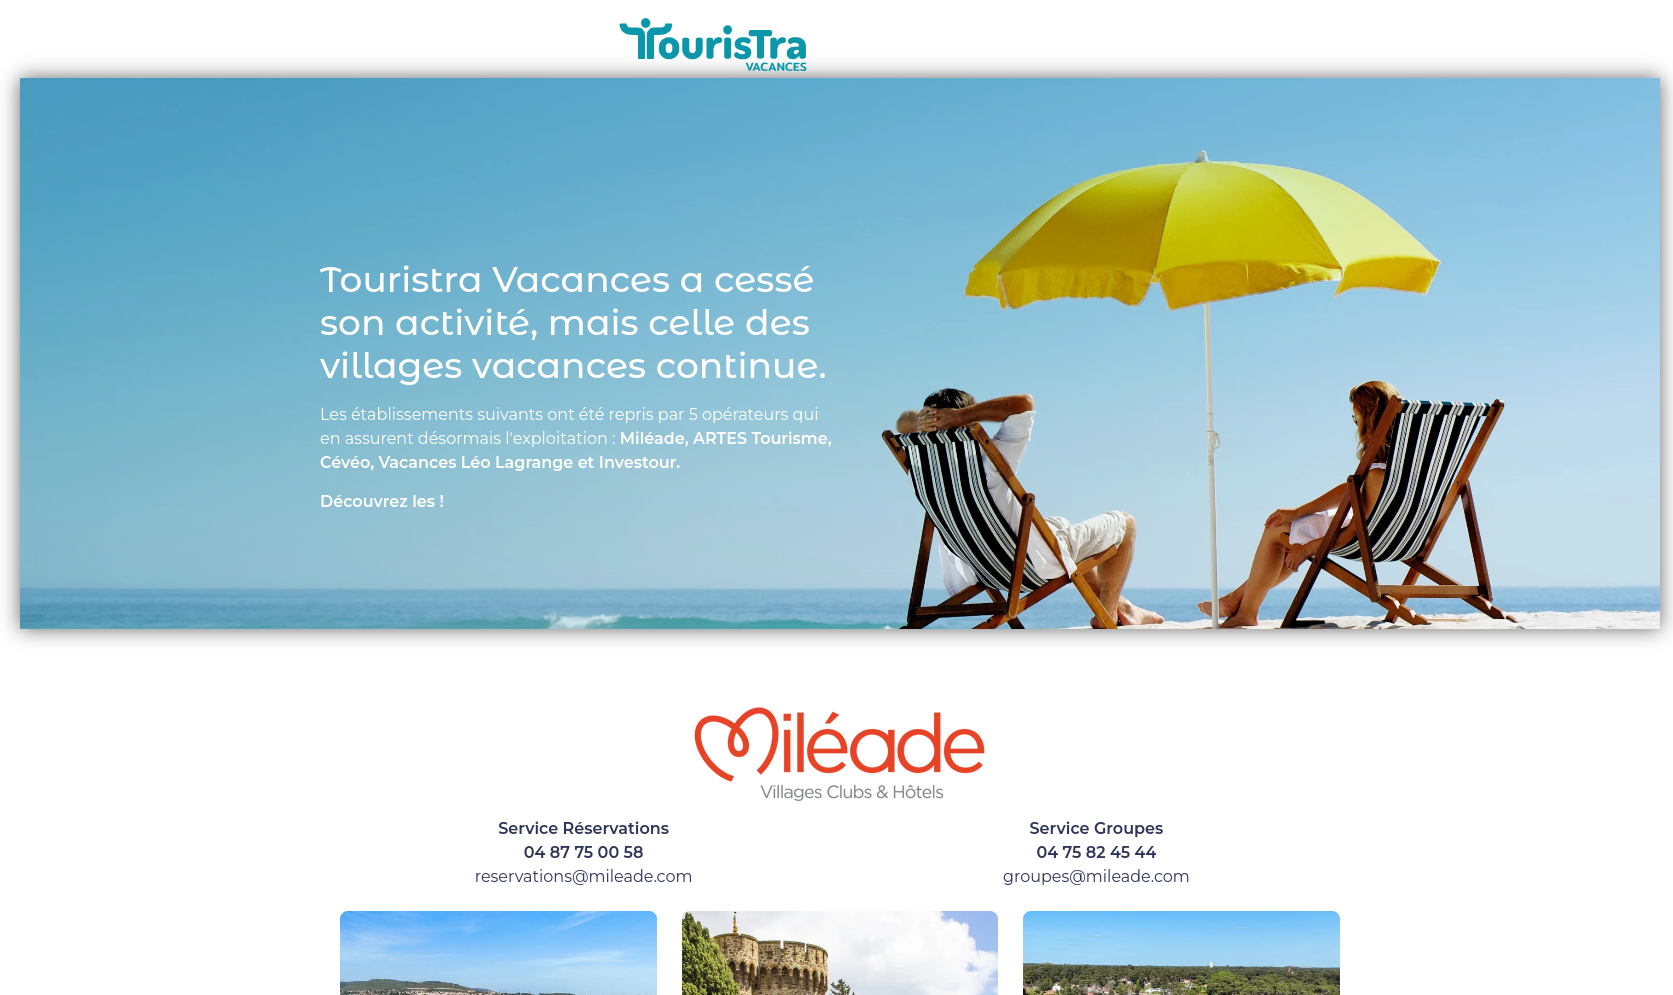 TourisTra
VACANCES
Touristra Vacances a cessé
son activité, mais celle des
villages vacances continue.
Les établissements suivants ont été repris par 5 opérateurs qui
en assurent désormais l'exploitation : Miléade, ARTES Tourisme,
Cévéo, Vacances Léo Lagrange et Investour.
Découvrez les !
Miléade
Villages Clubs & Hôtels
Service Réservations
04 87 75 00 58
reservations@mileade.com
Service Groupes
04 75 82 45 44
groupes@mileade.com